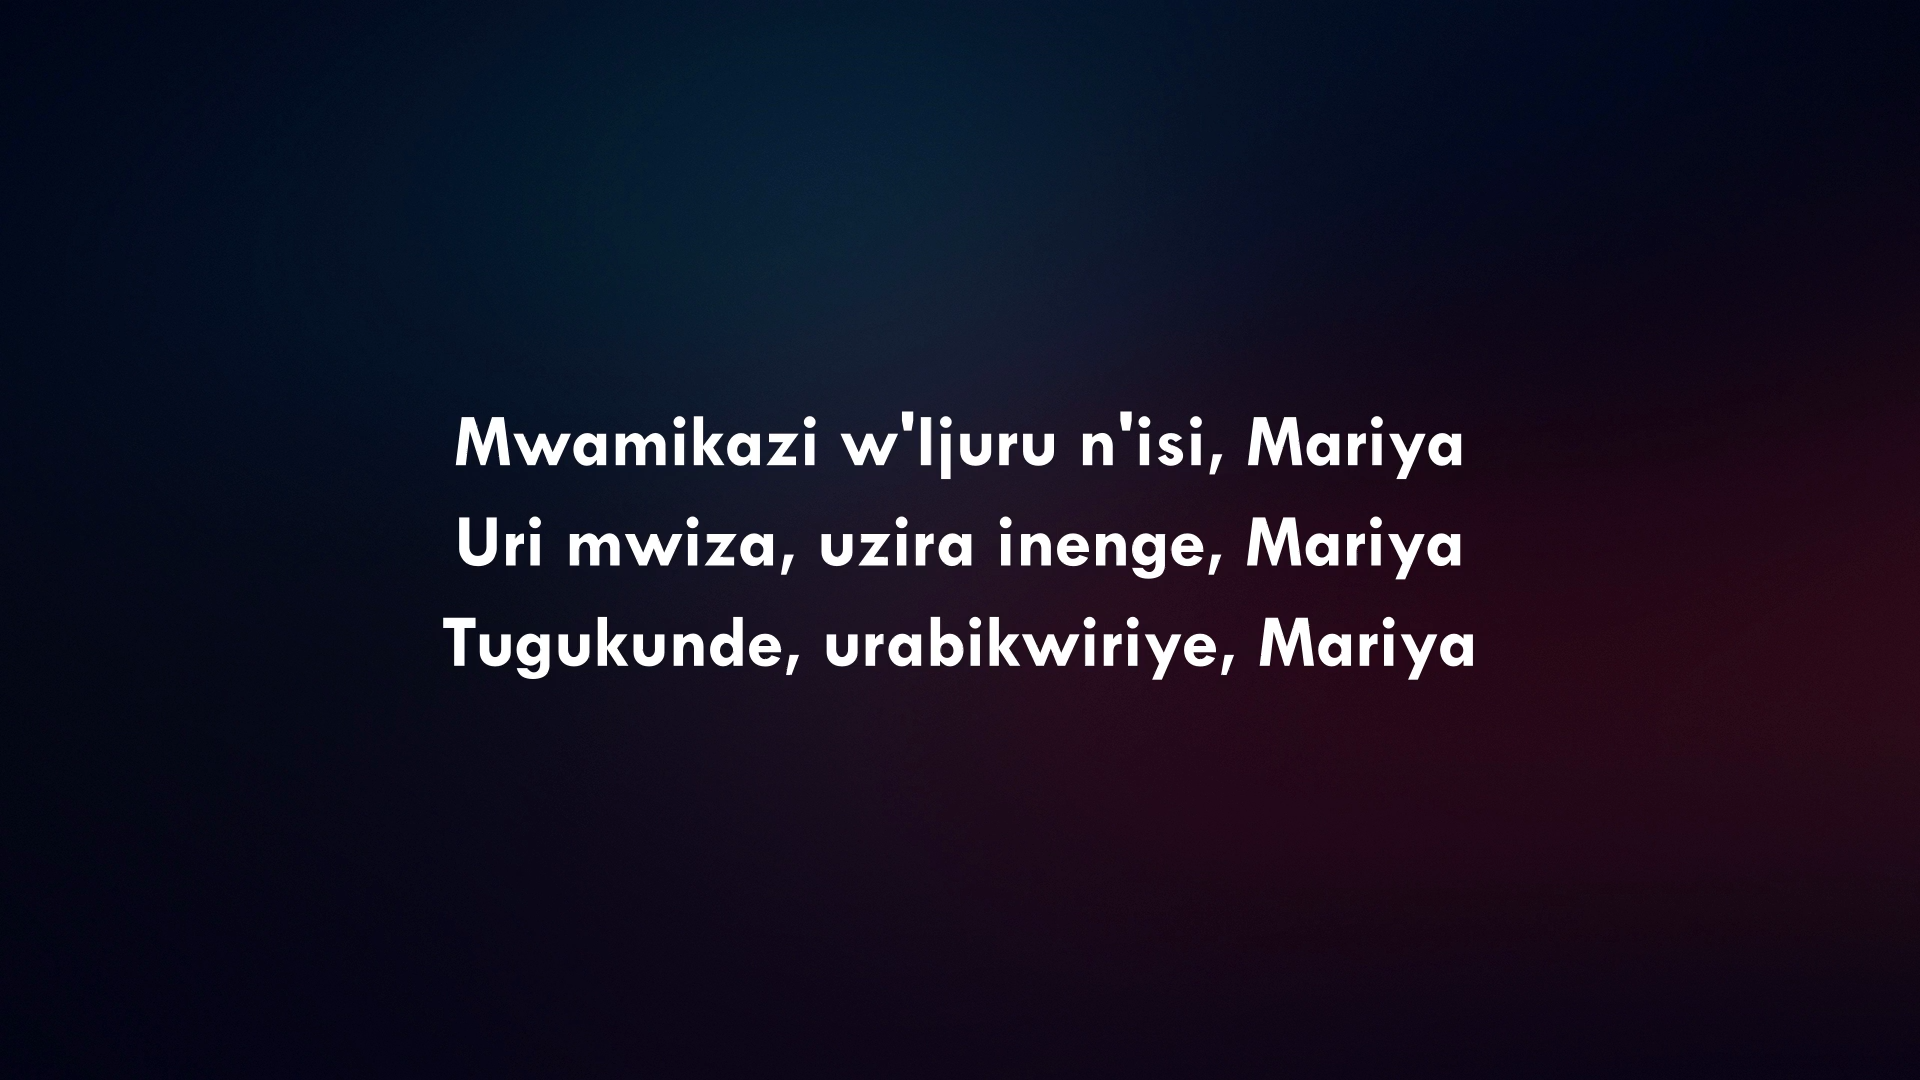 Mwamikazi w'Ijuru n'isi, Mariya
Uri mwiza, uzira inenge, Mariya
Tugukunde, urabikwiriye, Mariya